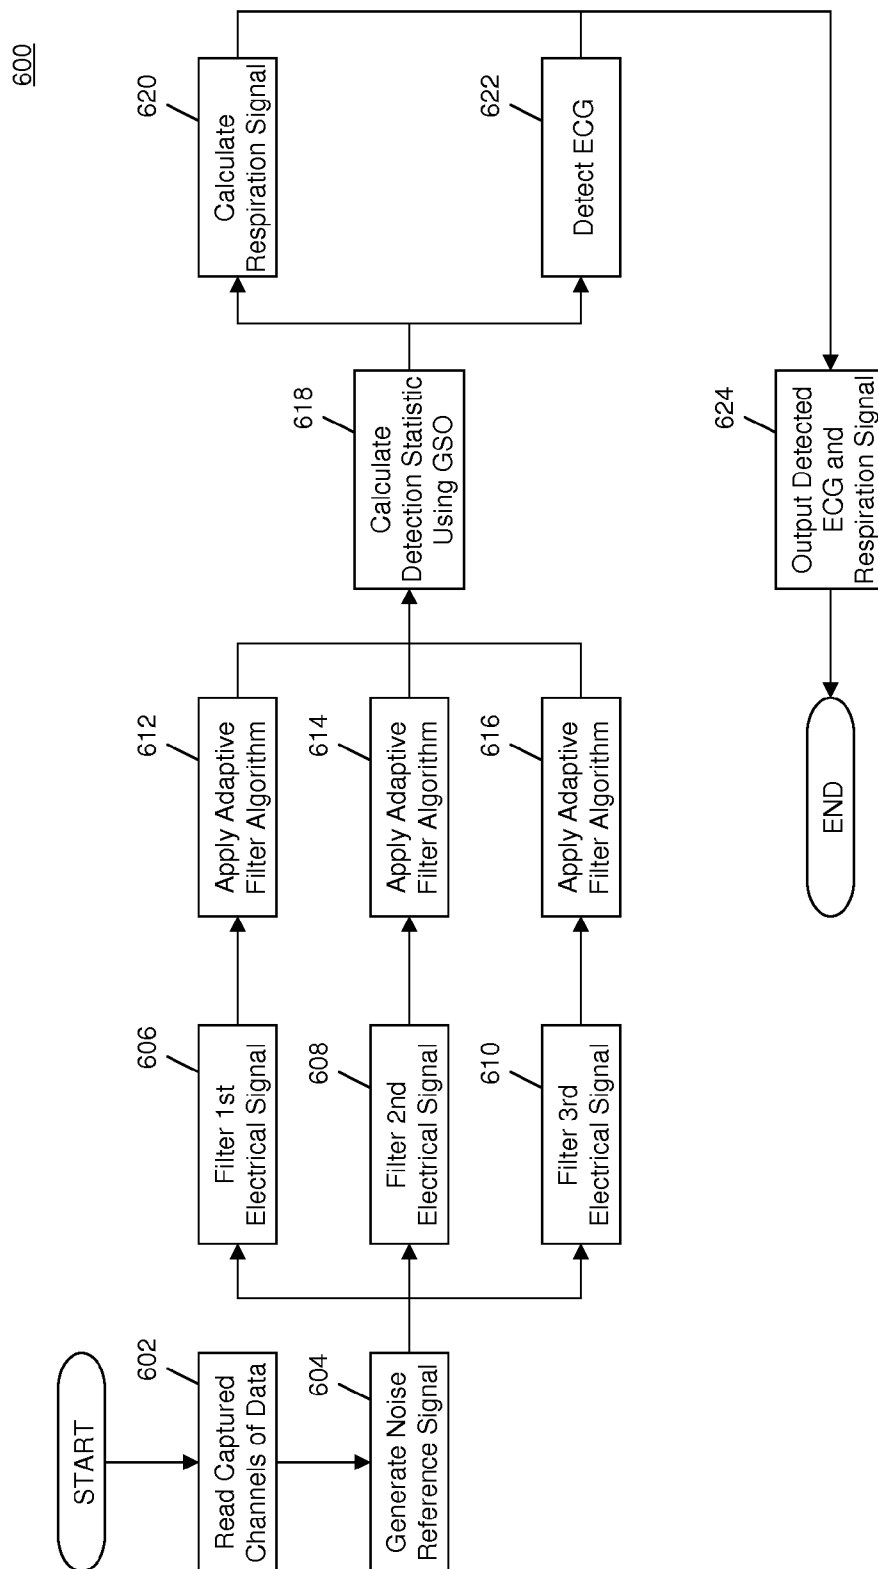 600
START
602
Read Captured
Channels of Data
604
Generate Noise
Reference Signal
606
Filter 1st
Electrical Signal
608
Filter 2nd
Electrical Signal
610
Filter 3rd
Electrical Signal
612
Apply Adaptive
Filter Algorithm
614
Apply Adaptive
Filter Algorithm
616
Apply Adaptive
Filter Algorithm
618
Calculate
Detection Statistic
Using GSO
620
Calculate
Respiration Signal
622
Detect ECG
624
Output Detected
ECG and
Respiration Signal
END